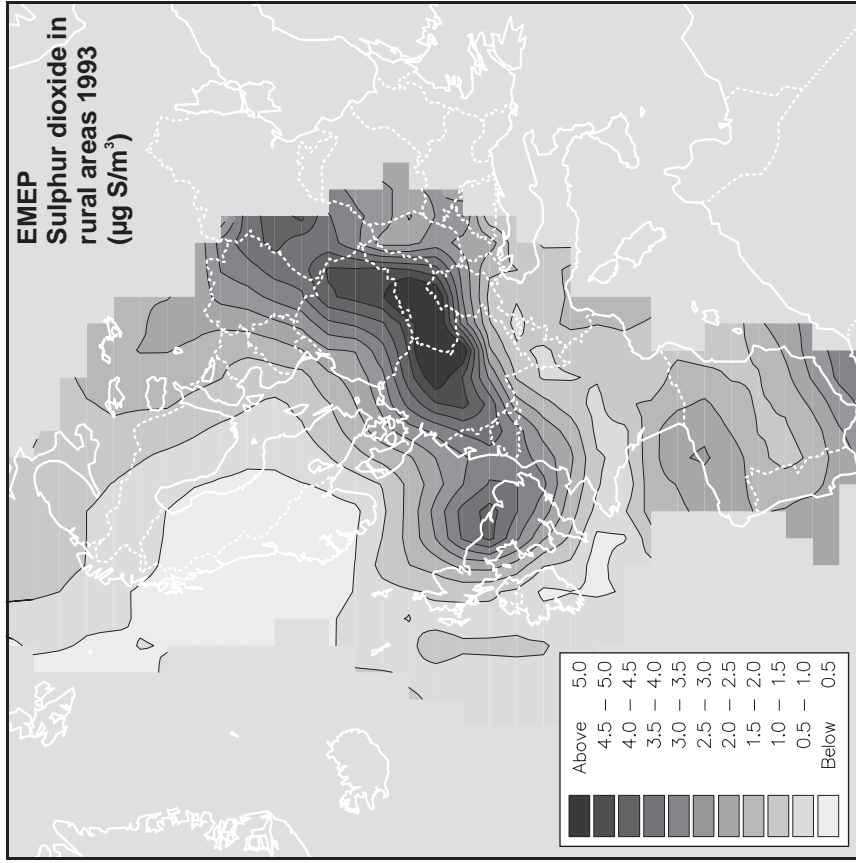 EMEP
Sulphur dioxide in
rural areas 1993
(µg S/m³)
Above 5.0
4.5 – 5.0
4.0 – 4.5
3.5 – 4.0
3.0 – 3.5
2.5 – 3.0
2.0 – 2.5
1.5 – 2.0
1.0 – 1.5
0.5 – 1.0
Below 0.5